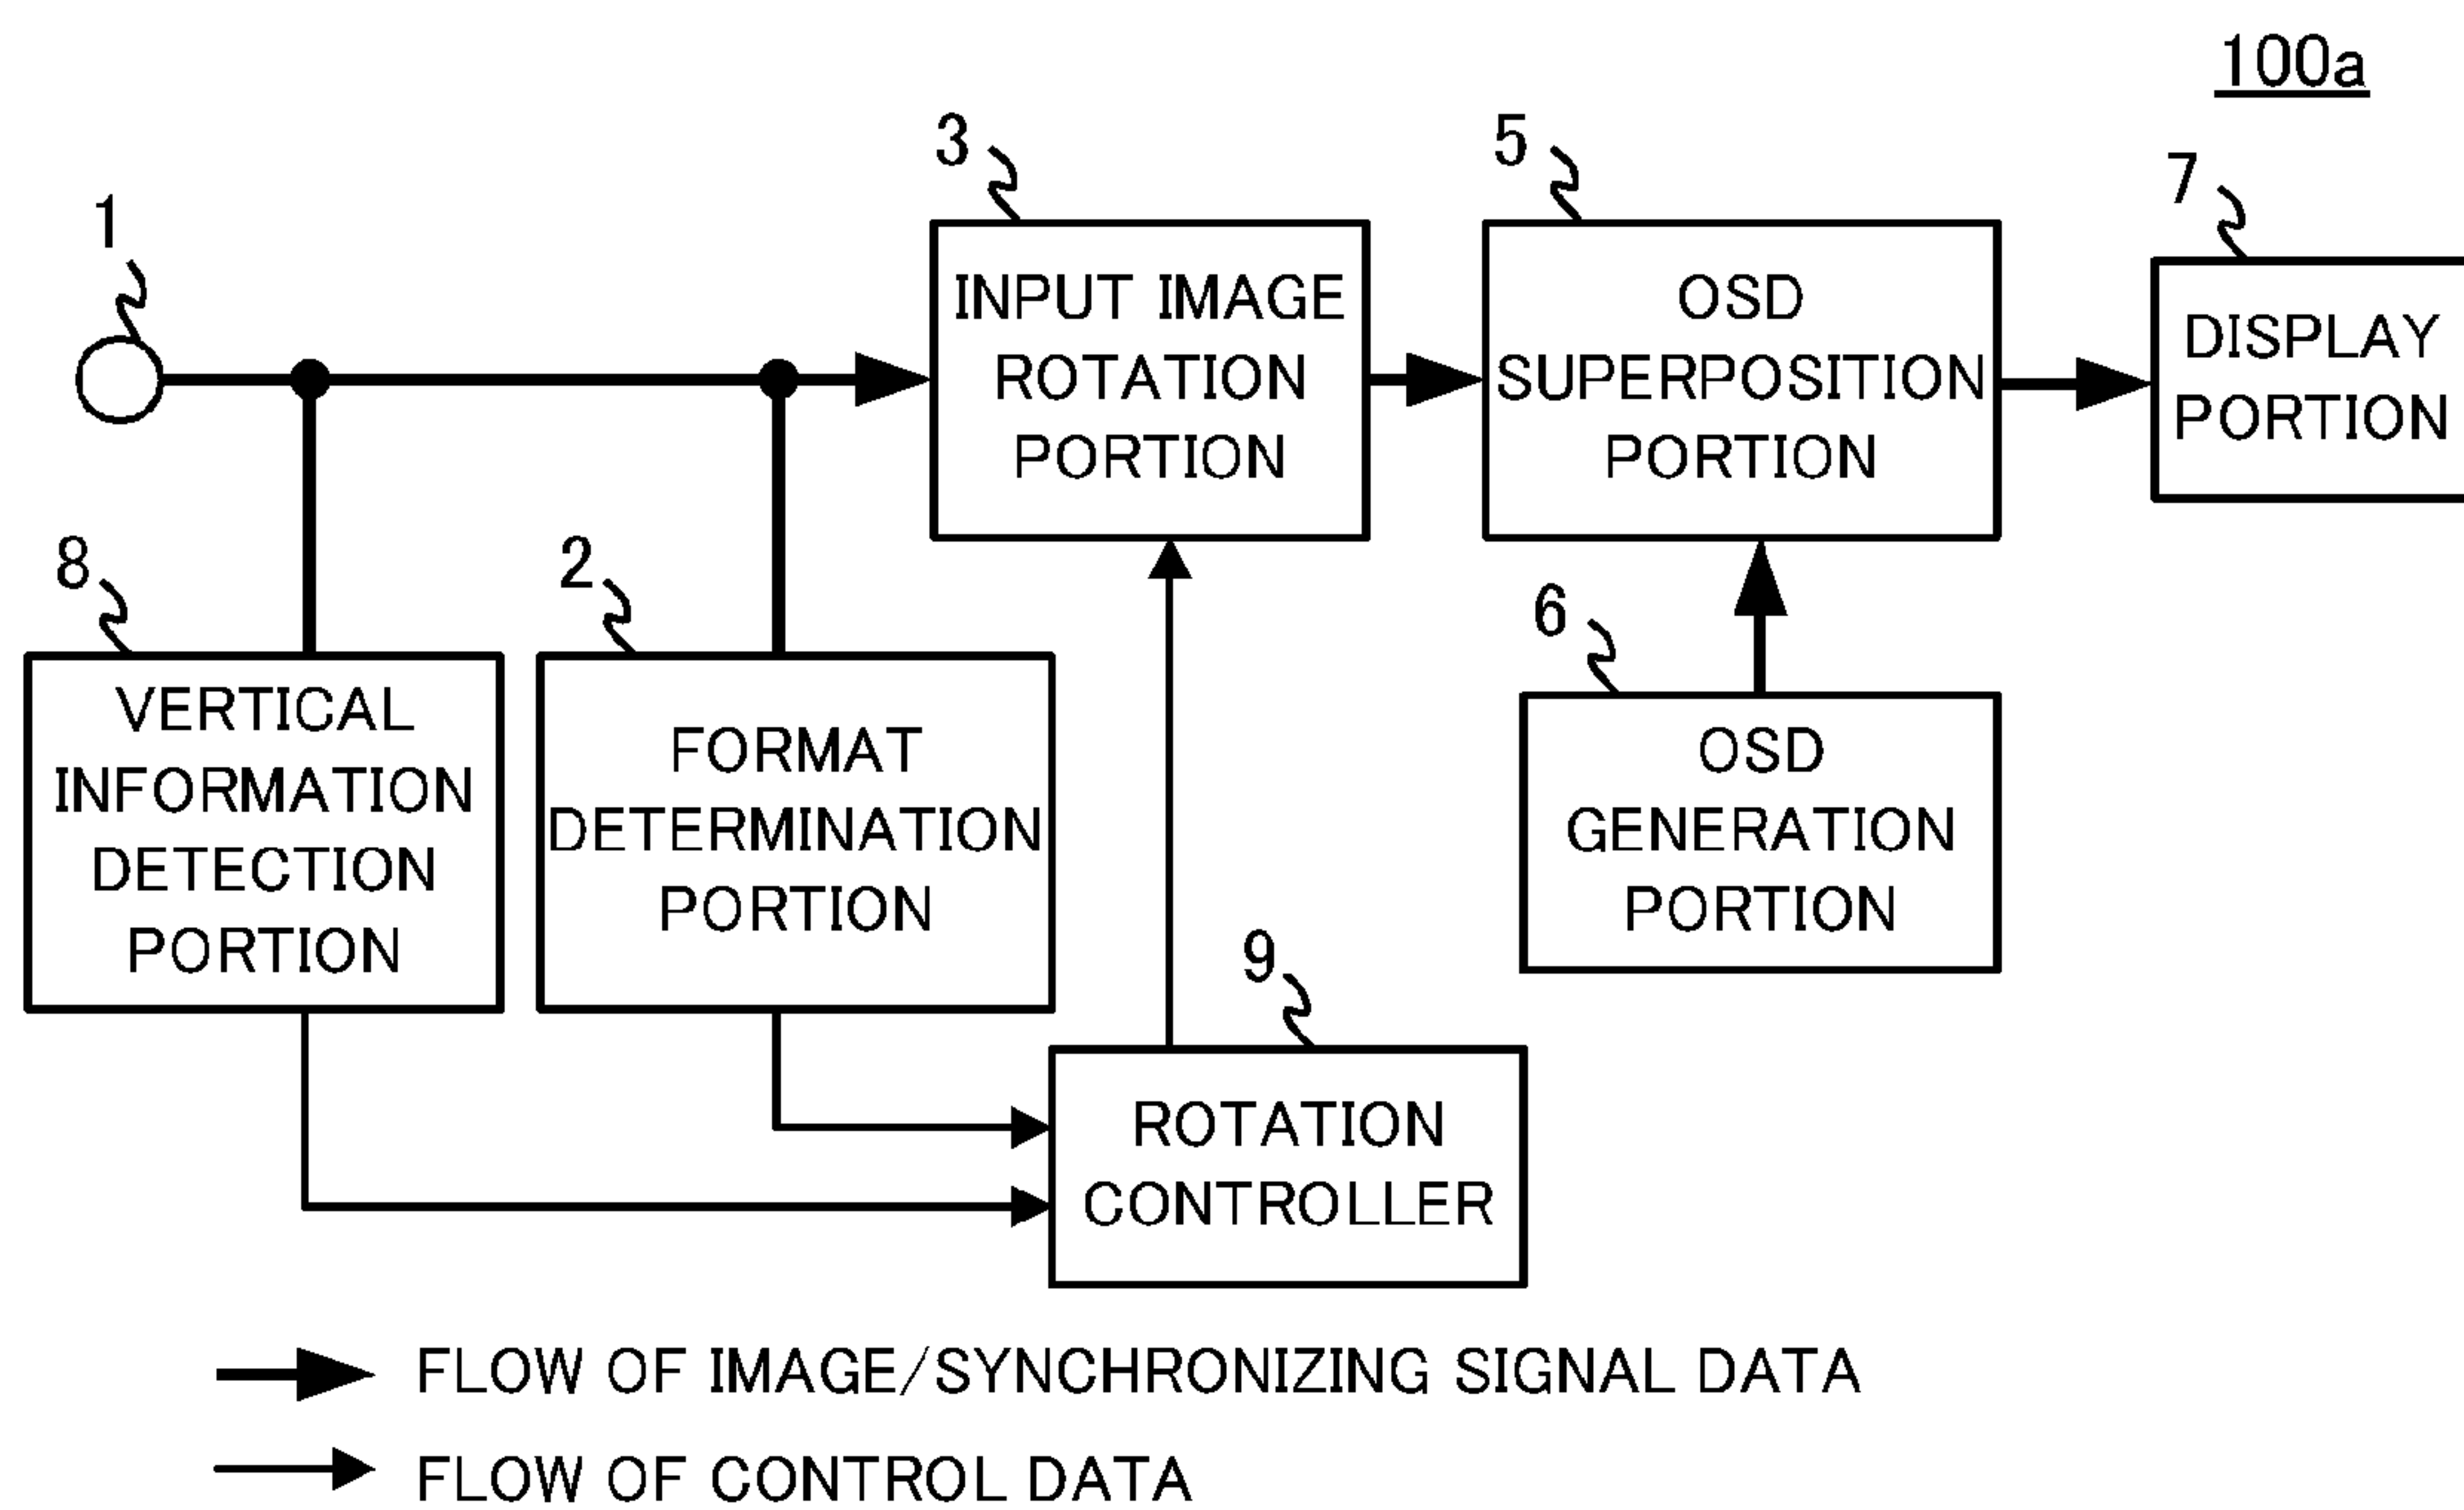 100a
1
3
INPUT IMAGE
ROTATION
PORTION
5
OSD
SUPERPOSITION
PORTION
7
DISPLAY
PORTION
8
VERTICAL
INFORMATION
DETECTION
PORTION
2
FORMAT
DETERMINATION
PORTION
6
OSD
GENERATION
PORTION
9
ROTATION
CONTROLLER
FLOW OF IMAGE/SYNCHRONIZING SIGNAL DATA
FLOW OF CONTROL DATA